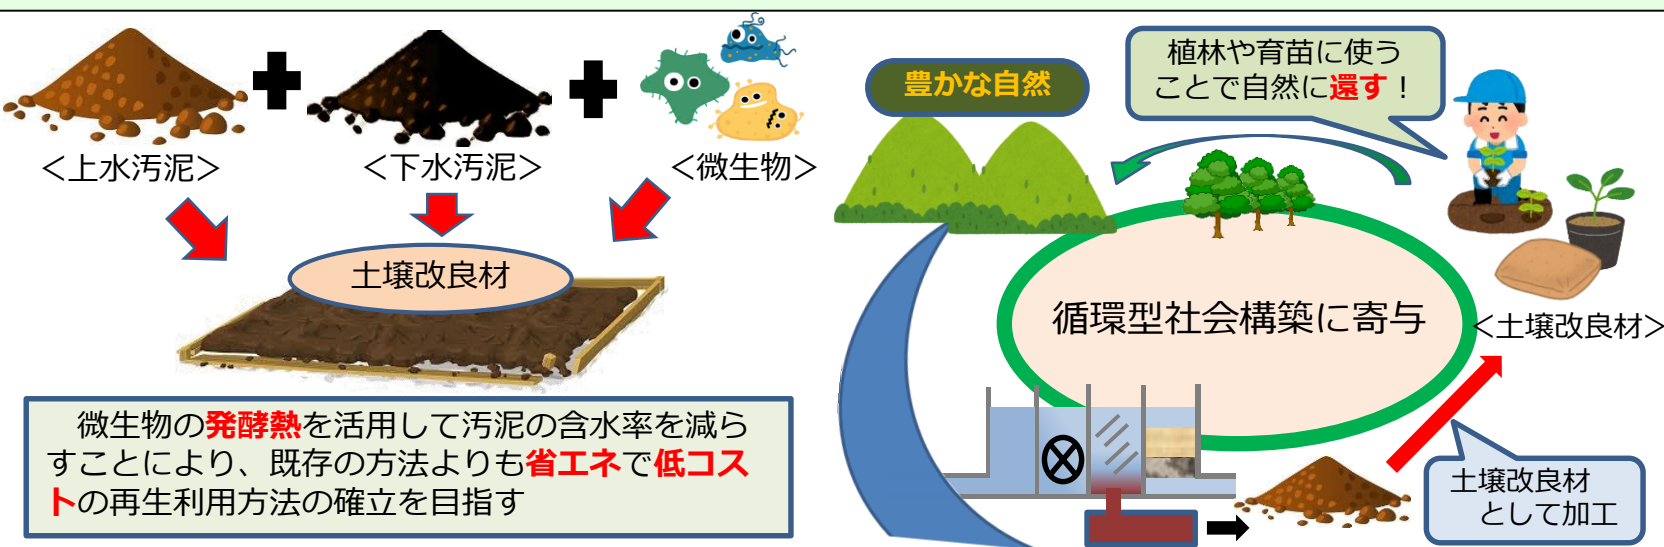 ＜上水汚泥＞
＜下水汚泥＞
＜微生物＞
土壌改良材
微生物の発酵熱を活用して汚泥の含水率を減ら
すことにより、既存の方法よりも省エネで低コス
トの再生利用方法の確立を目指す
豊かな自然
植林や育苗に使う
ことで自然に還す！
循環型社会構築に寄与
＜土壌改良材＞
土壌改良材
として加工